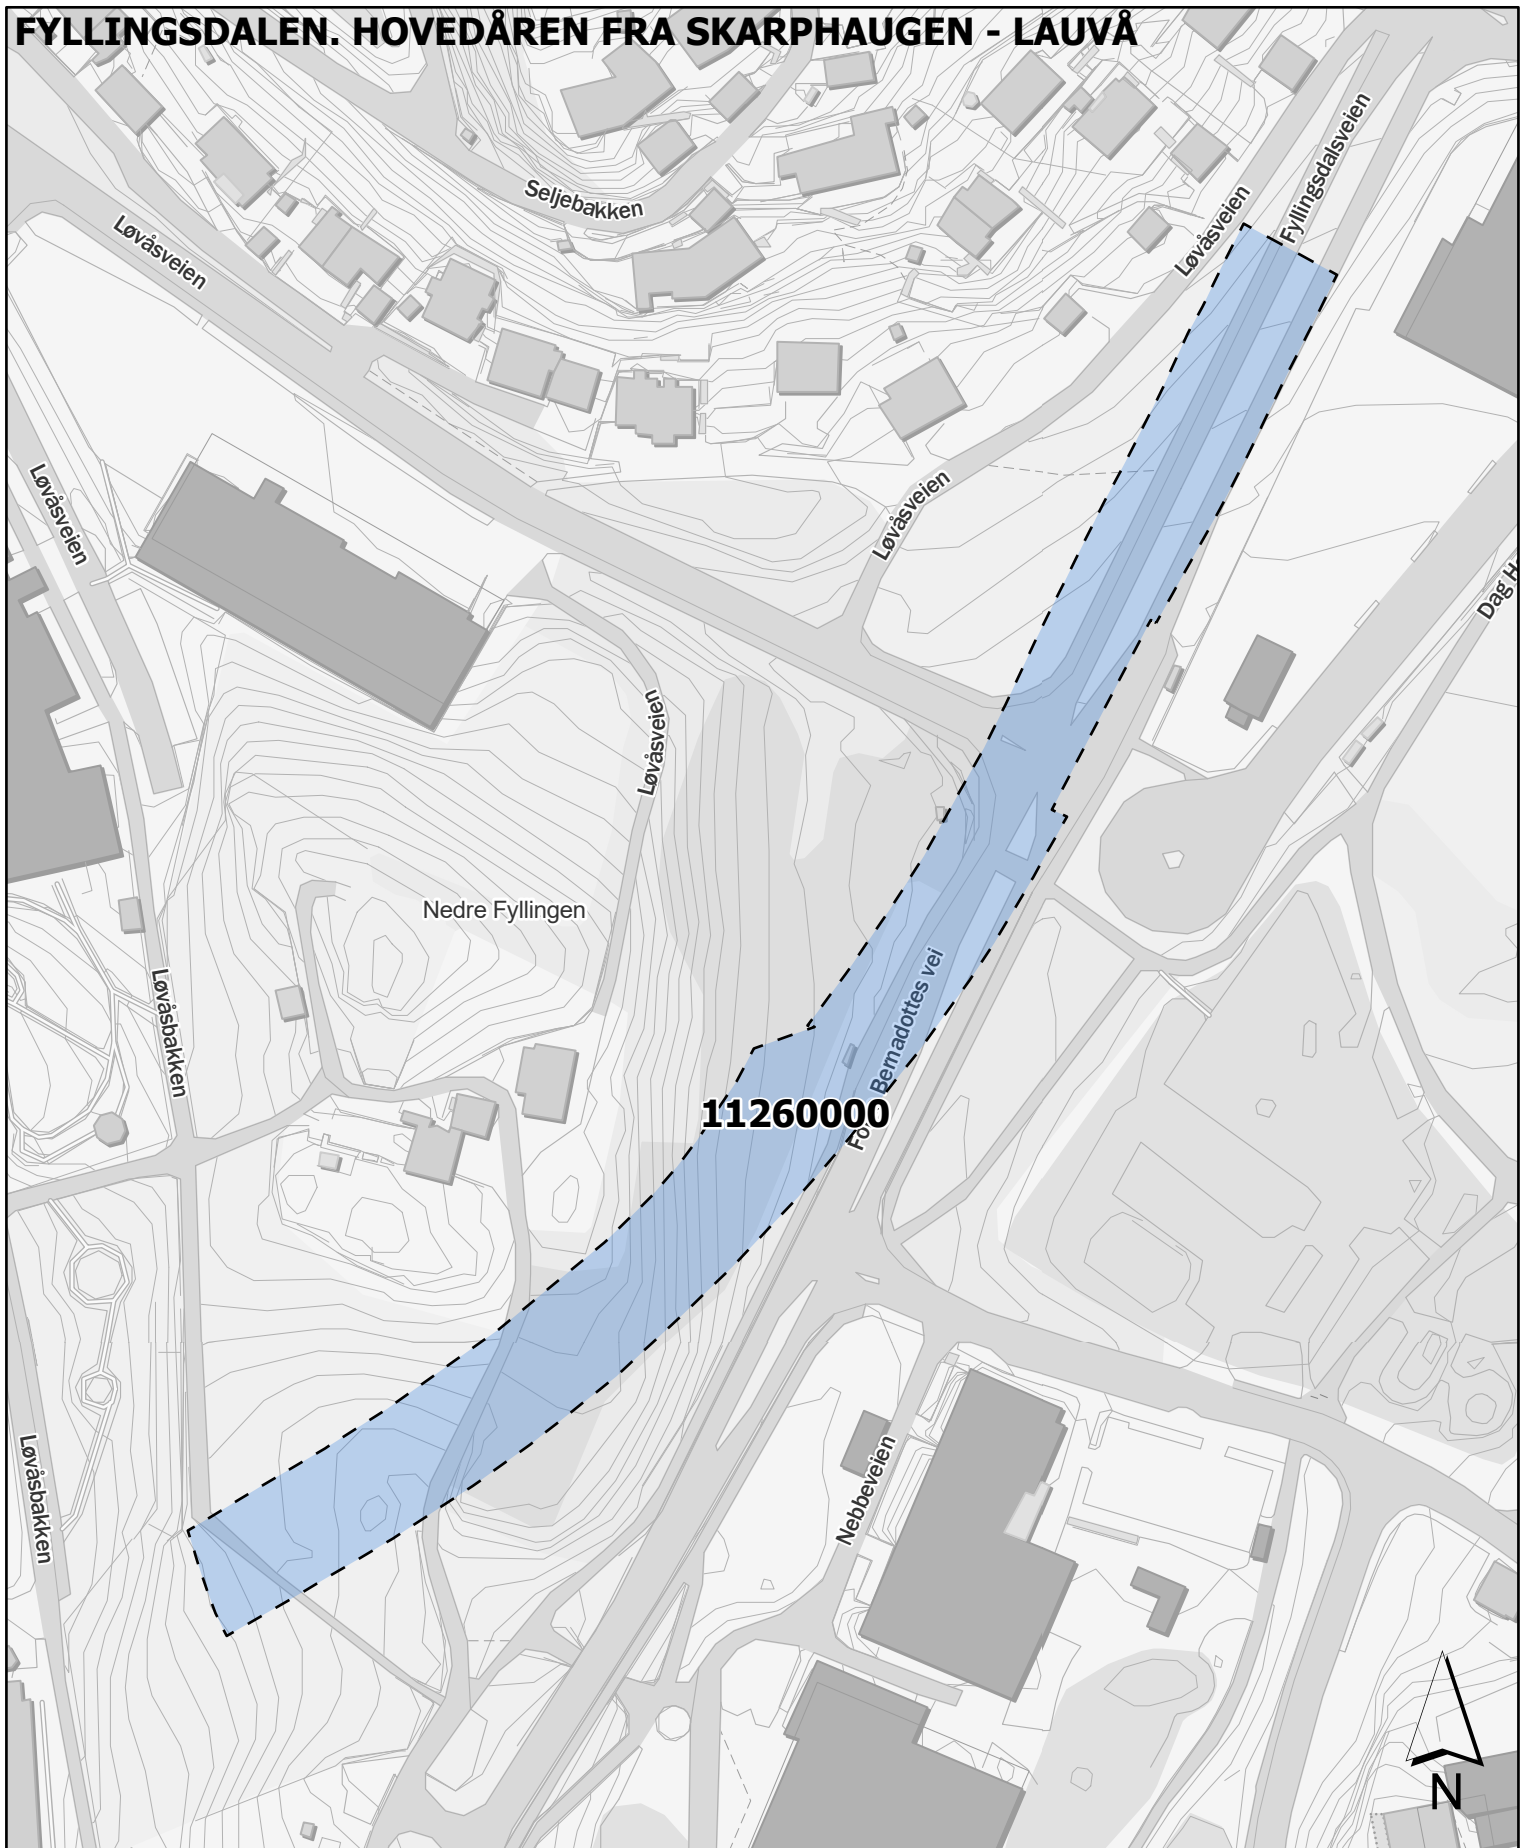 FYLLINGSDALEN. HOVEDÅREN FRA SKARPHAUGEN - LAUVÅ
Fyllingsdalsveien
Seljebakken
Løvåsveien
Løvåsveien
Løvåsveien
Løvåsveien
Dag H
Løvåsveien
Nedre Fyllingen
Løvåsbakken
Bernadottes vei
11260000
Løvåsbakken
Nebbeveien
N